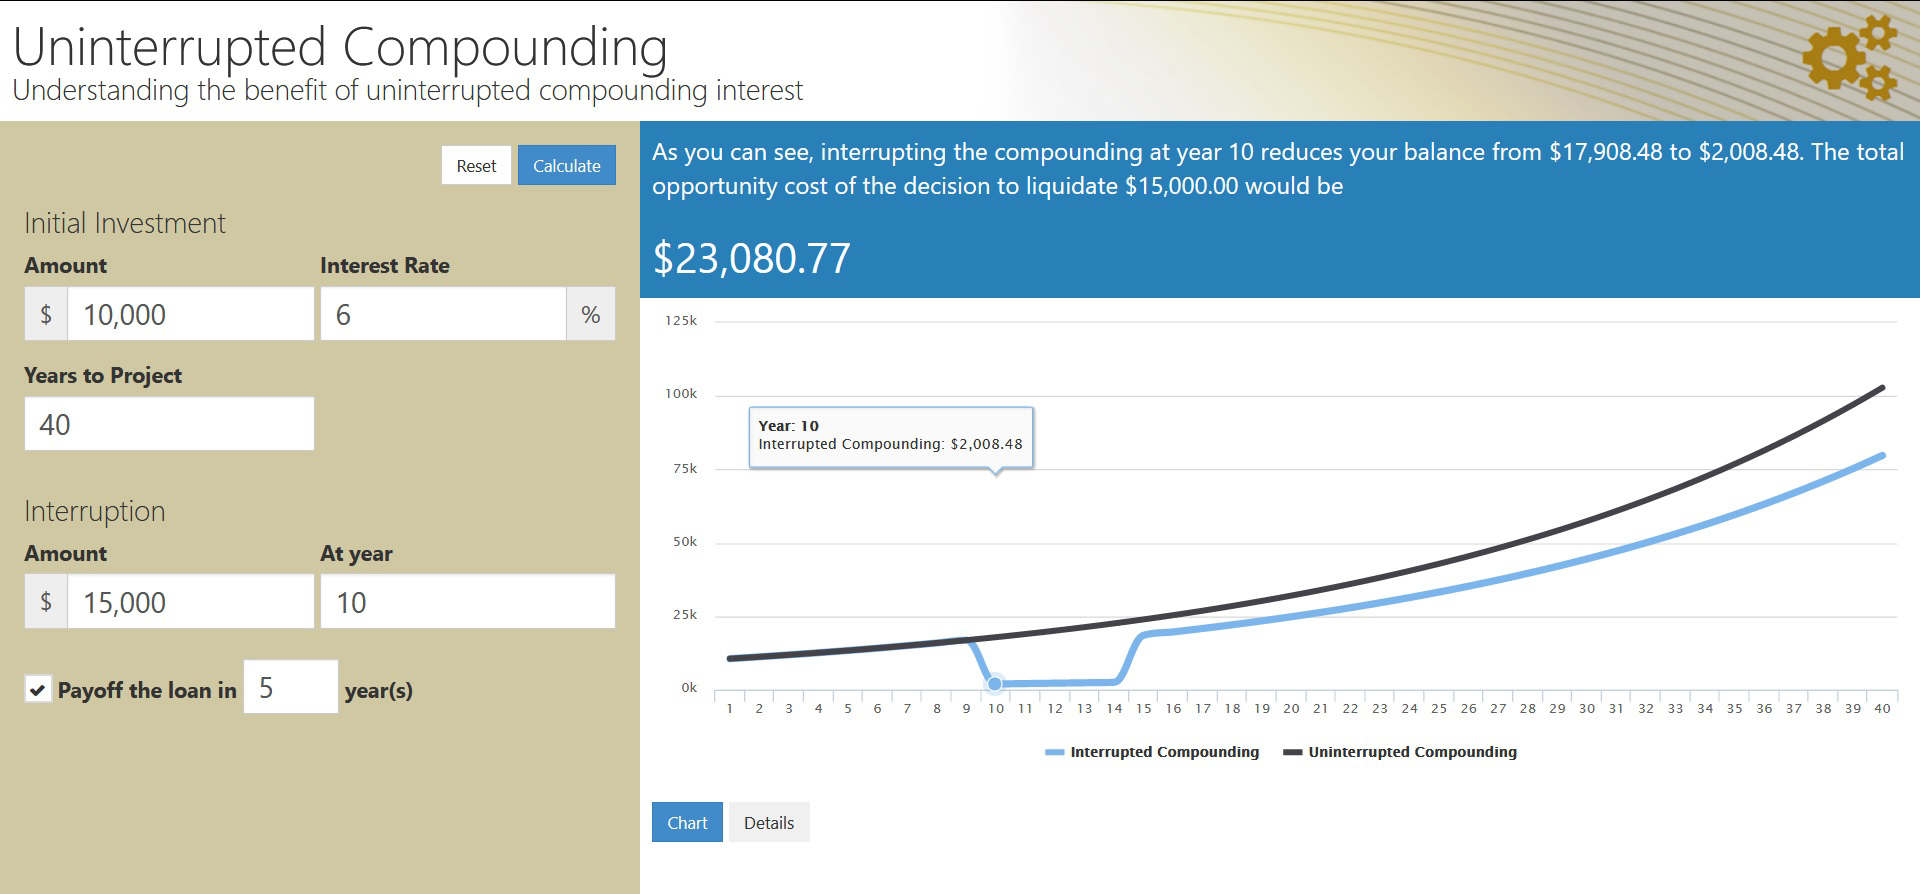 Uninterrupted Compounding
Understanding the benefit of uninterrupted compounding interest
Reset
Calculate
Initial Investment
Amount
Interest Rate
$
10,000
6
%
Years to Project
40
Interruption
Amount
At year
$
15,000
10
Payoff the loan in
5
year(s)
As you can see, interrupting the compounding at year 10 reduces your balance from $17,908.48 to $2,008.48. The total
opportunity cost of the decision to liquidate $15,000.00 would be
$23,080.77
125k
100k
75k
50k
25k
0k
Year: 10
Interrupted Compounding: $2,008.48
1 2 3 4 5 6 7 8 9 10 11 12 13 14 15 16 17 18 19 20 21 22 23 24 25 26 27 28 29 30 31 32 33 34 35 36 37 38 39 40
Interrupted Compounding
Uninterrupted Compounding
Chart
Details